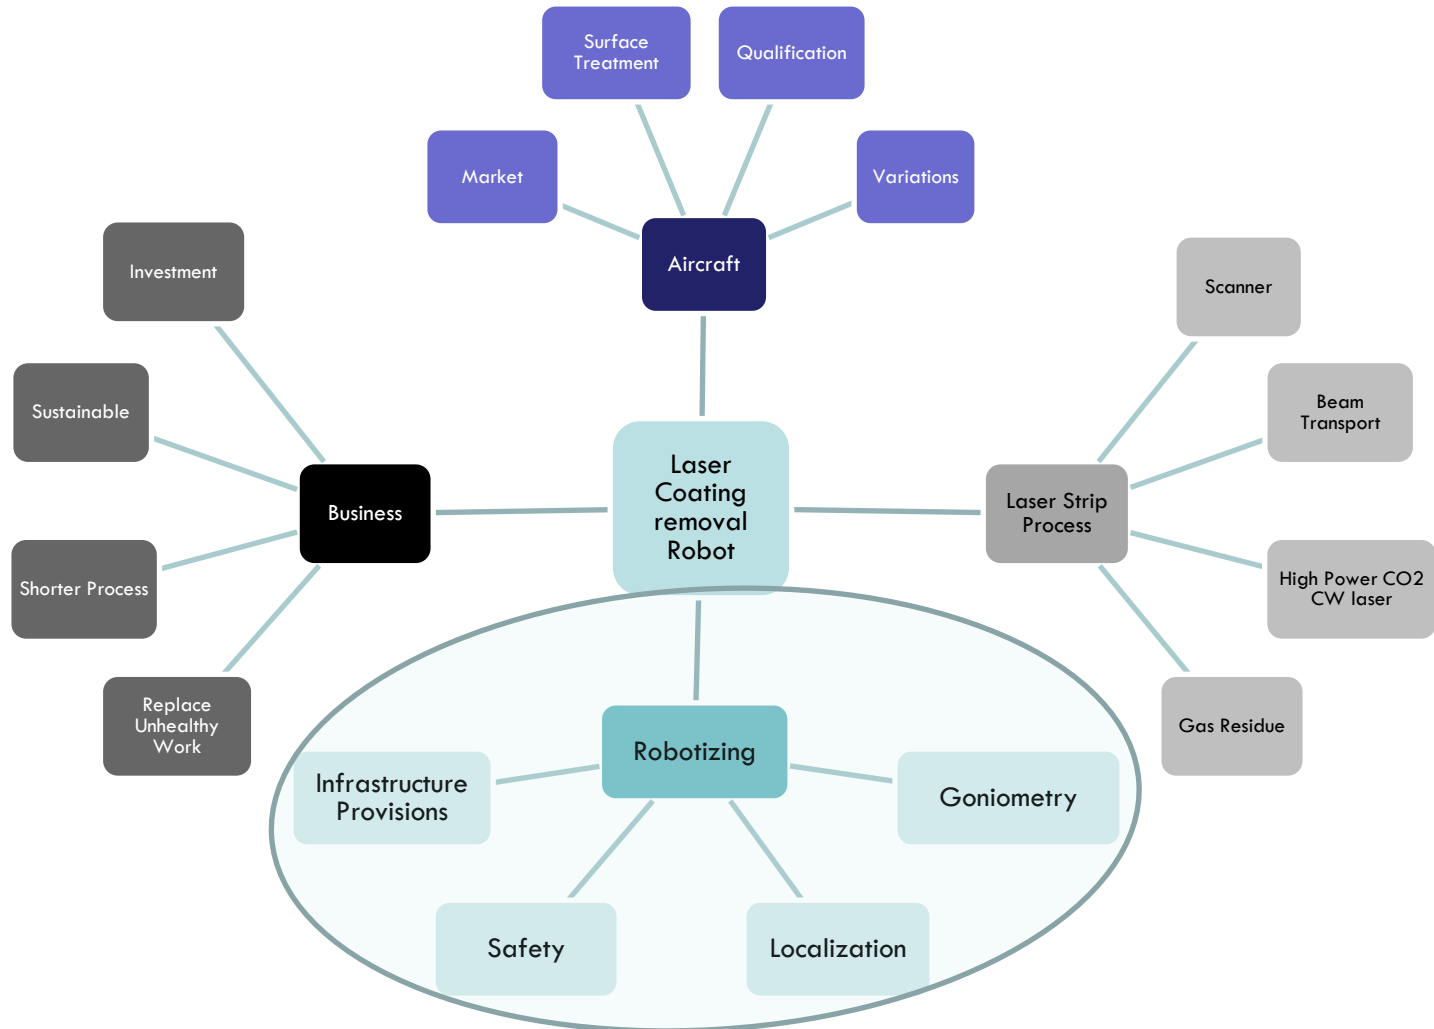 Surface
Treatment
Qualification
Market
Variations
Aircraft
Investment
Sustainable
Business
Shorter Process
Replace
Unhealthy
Work
Laser
Coating
removal
Robot
Scanner
Beam
Transport
Laser Strip
Process
High Power CO2
CW laser
Gas Residue
Robotizing
Infrastructure
Provisions
Goniometry
Safety
Localization